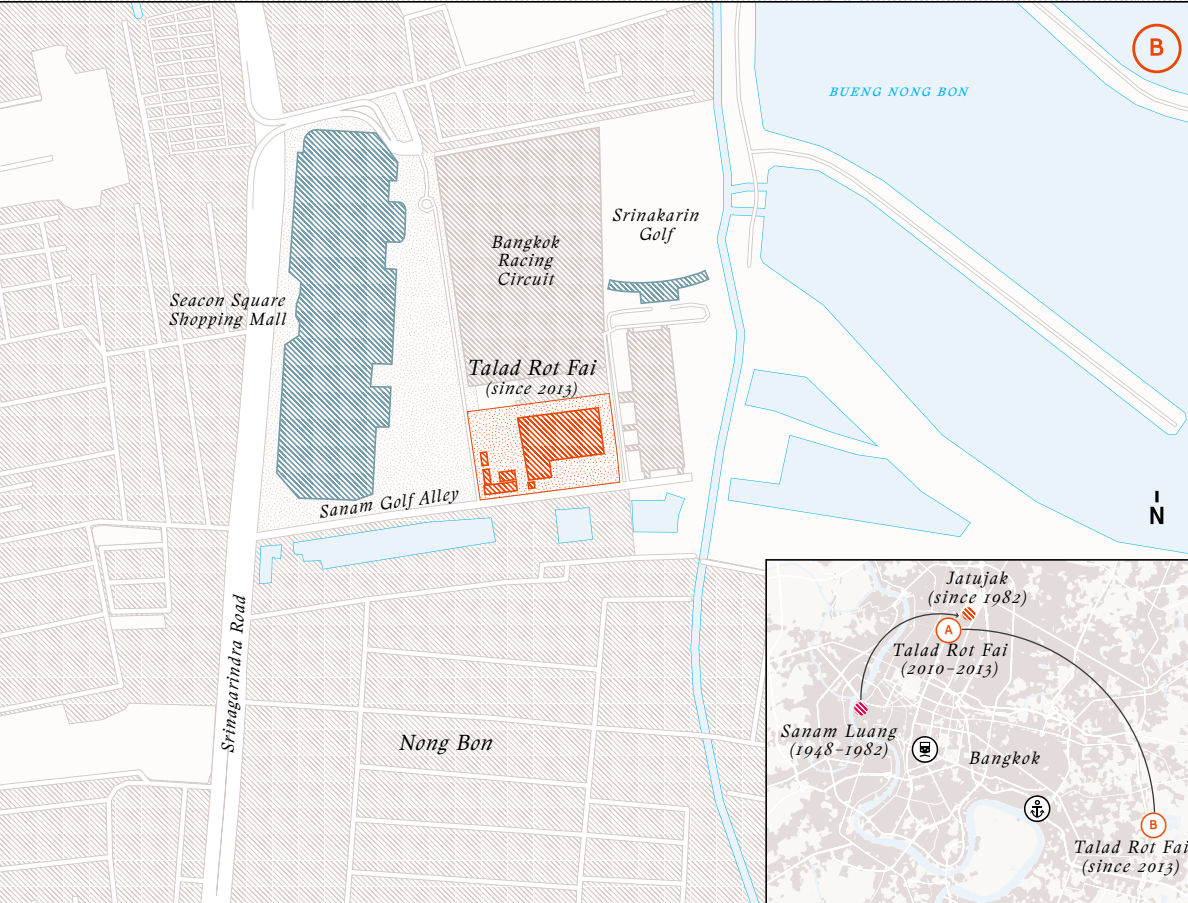 B
BUENG NONG BON
Srinakarin
Golf
Bangkok
Racing
Circuit
Seacon Square
Shopping Mall
Talad Rot Fai
(since 2013)
Sanam Golf Alley
N
Srinagarindra Road
Nong Bon
Jatujak
(since 1982)
A
Talad Rot Fai
(2010–2013)
Sanam Luang
(1948–1982)
Bangkok
B
Talad Rot Fai
(since 2013)